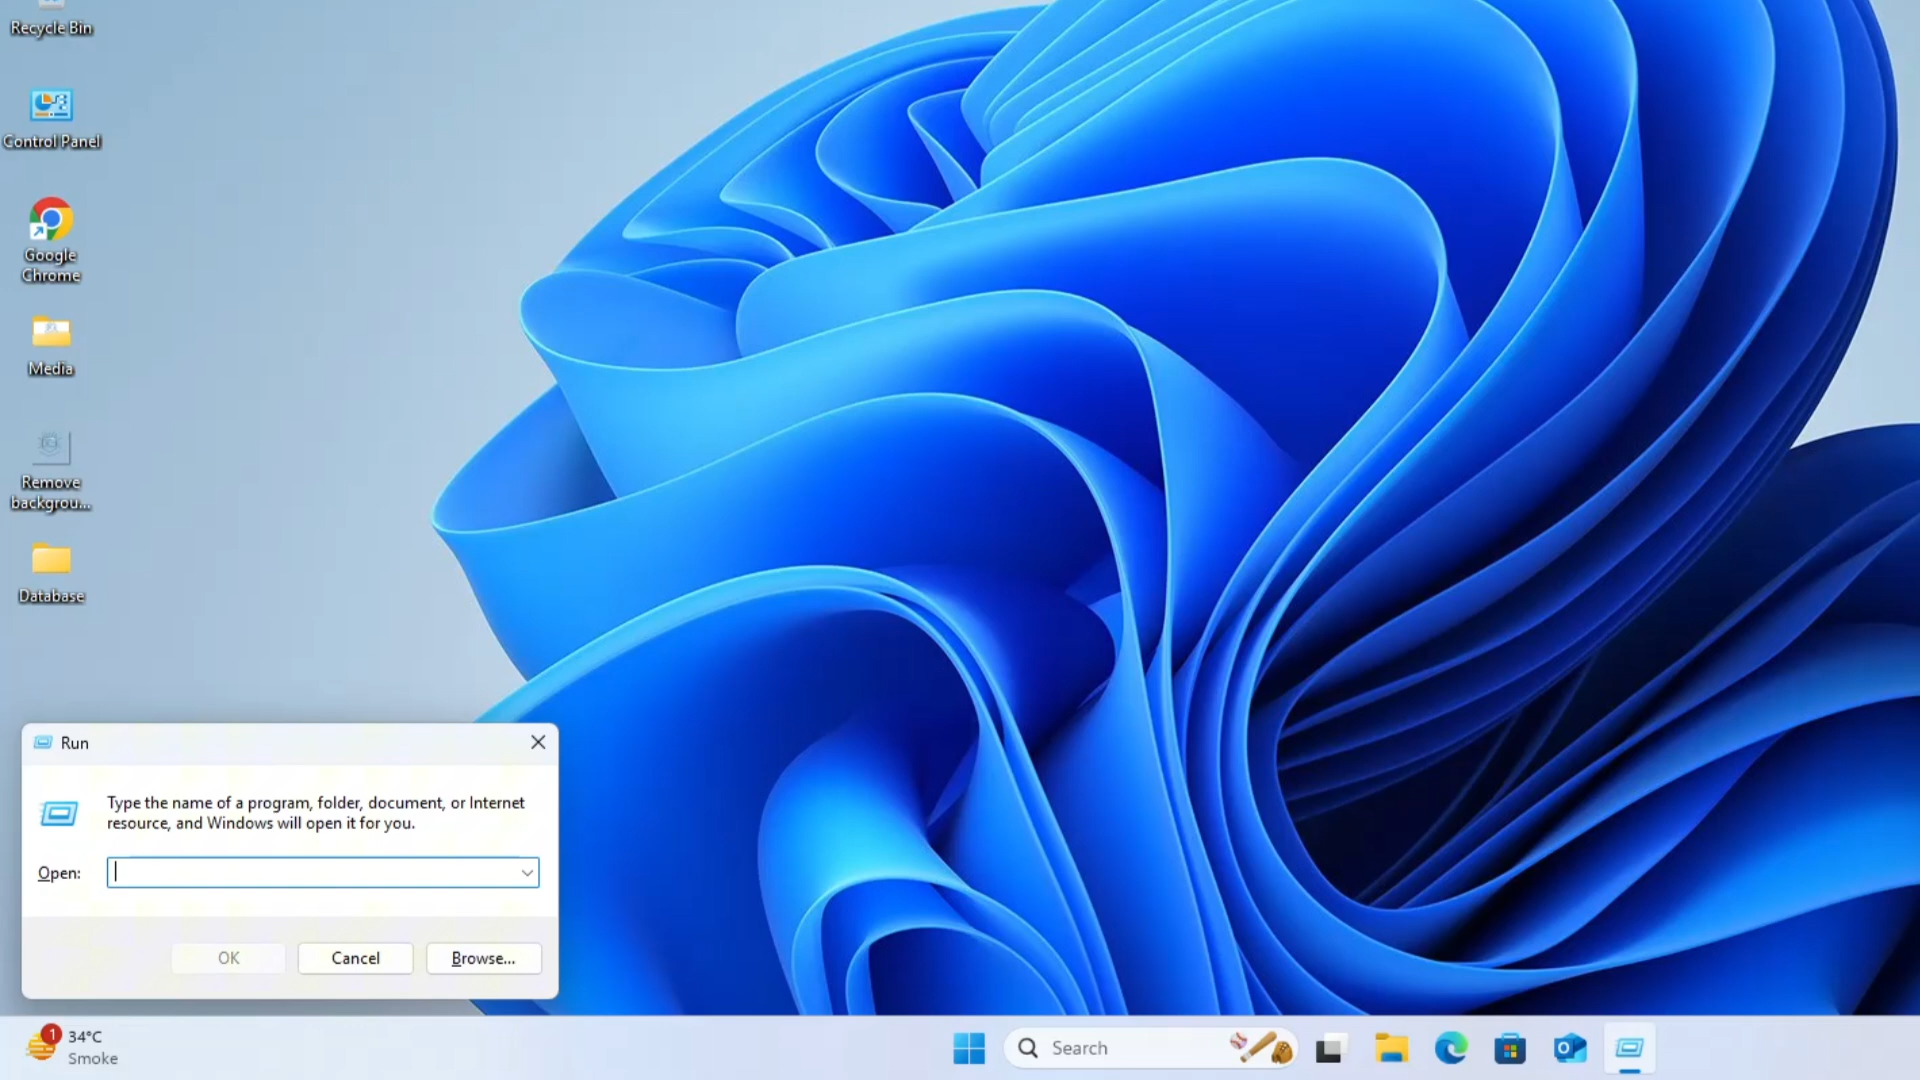 Recycle Bin
Control Panel
Google
Chrome
Media
Remove
backgrou...
Database
Run
Type the name of a program, folder, document, or Internet
resource, and Windows will open it for you.
Open:
OK
Cancel
Browse...
1
34°C
Smoke
Search